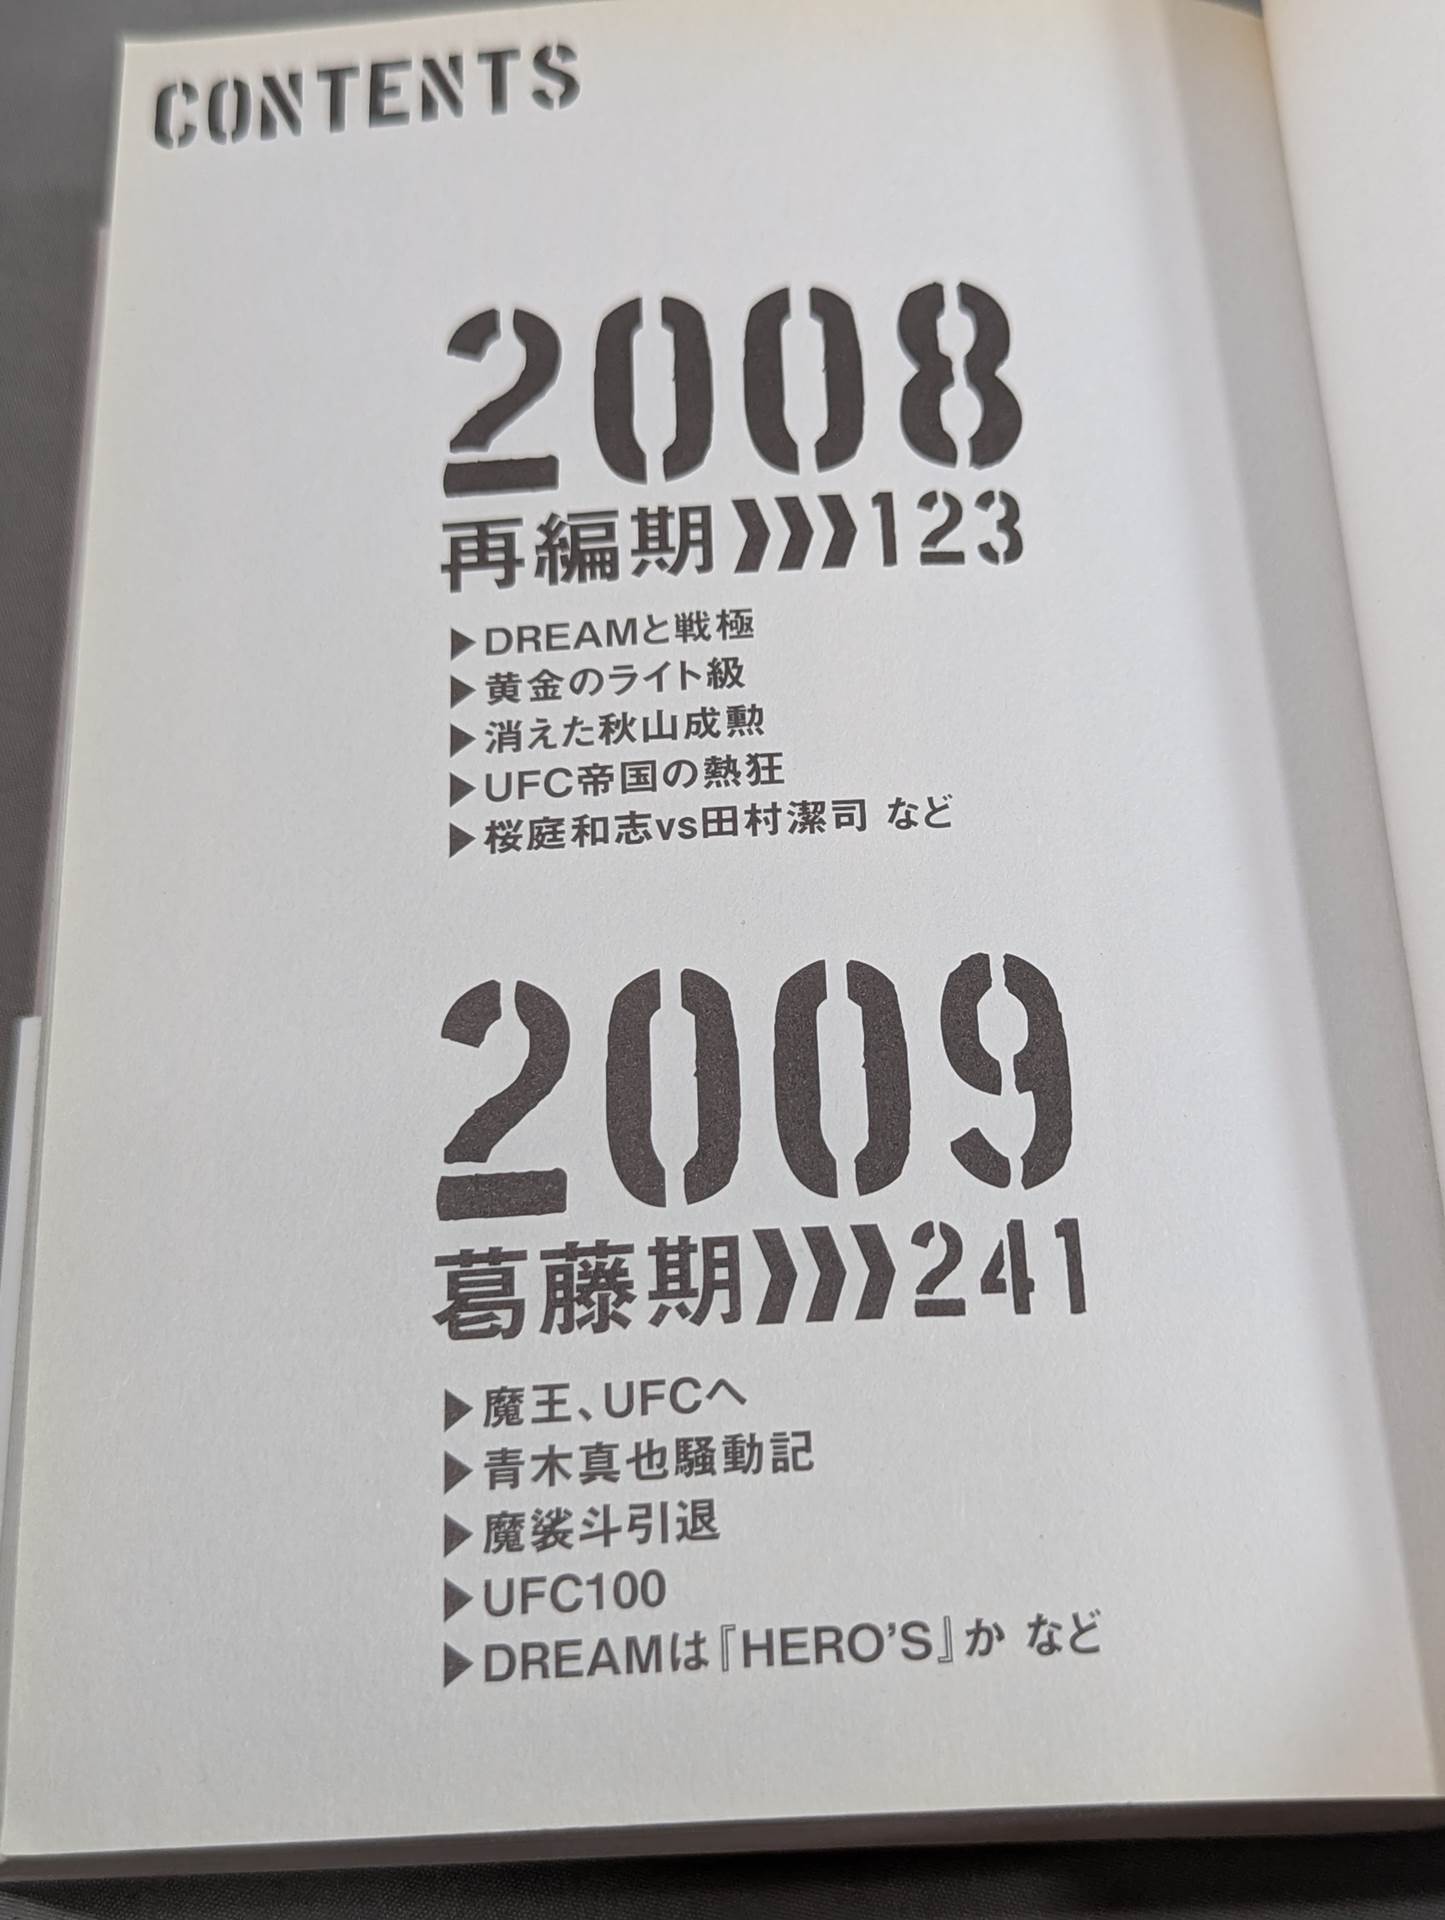 CONTENTS
2008
再編期 123
▶DREAMと戦極
▶黄金のライト級
▶消えた秋山成勲
▶UFC帝国の熱狂
▶桜庭和志vs田村潔司 など
2009
葛藤期 241
▶魔王、UFCへ
▶青木真也騒動記
▶魔裟斗引退
▶UFC100
▶DREAMは『HERO’S』か など